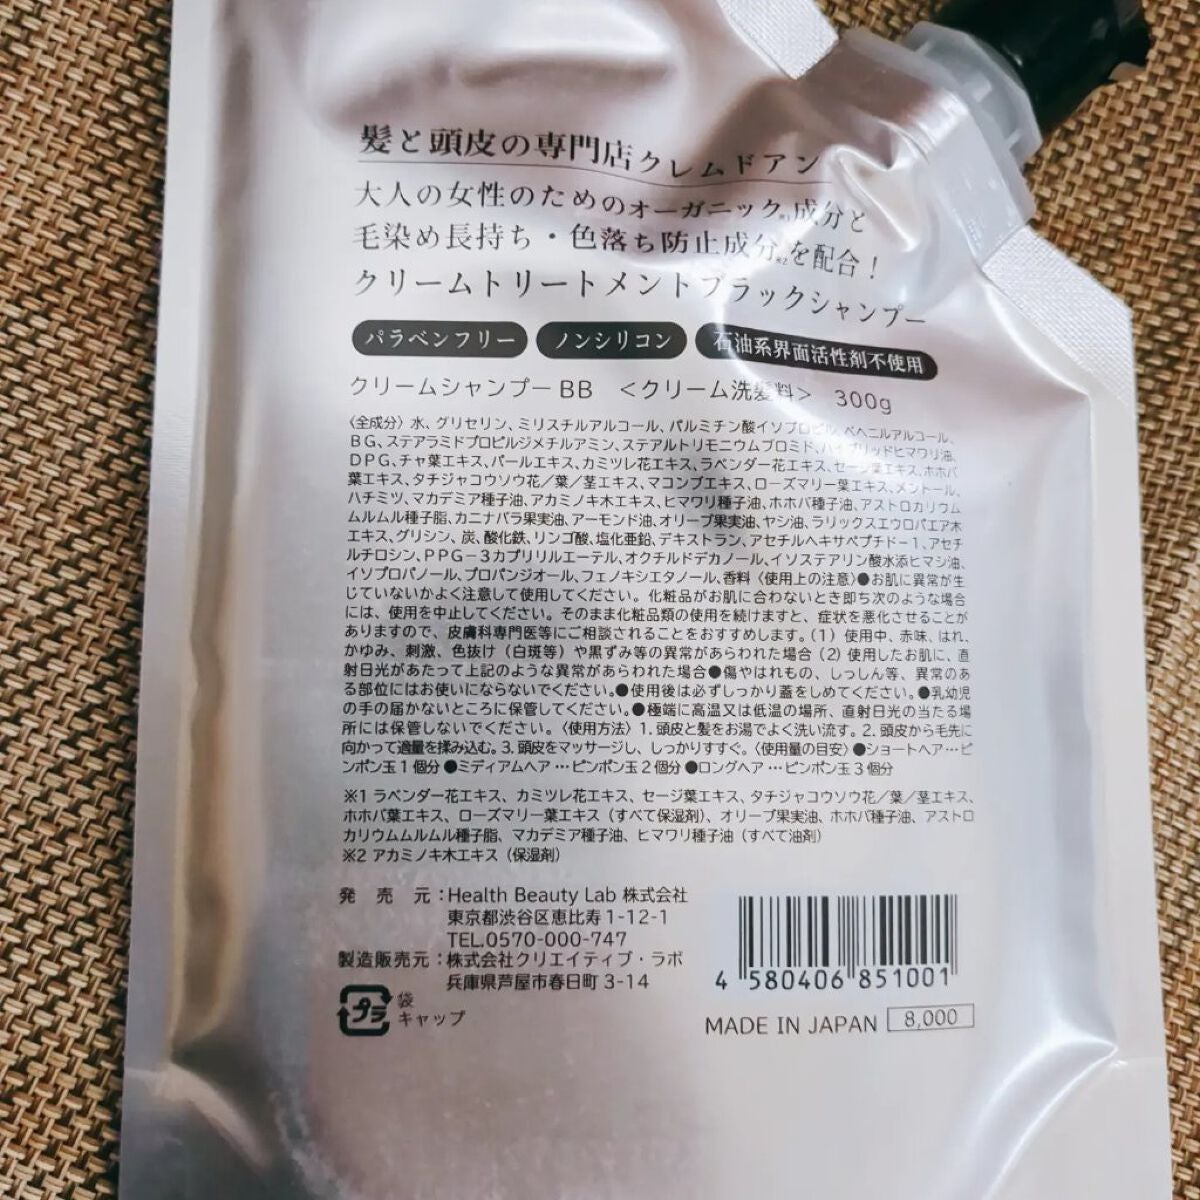 髪と頭皮の専門店クレムドアン
大人の女性のためのオーガニック※1成分と
毛染め長持ち・色落ち防止成分※2を配合！
クリームトリートメントブラックシャンプー
パラベンフリー ノンシリコン 石油系界面活性剤不使用
クリームシャンプーBB ＜クリーム洗髪料＞ 300g
〈全成分〉水、グリセリン、ミリスチルアルコール、パルミチン酸イソプロピル、ベヘニルアルコール、
BG、ステアラミドプロピルジメチルアミン、ステアルトリモニウムブロミド、ハイブリッドヒマワリ油、
DPG、チャ葉エキス、パールエキス、カミツレ花エキス、ラベンダー花エキス、セージ葉エキス、ホホバ
葉エキス、タチジャコウソウ花／葉／茎エキス、マコンブエキス、ローズマリー葉エキス、メントール、
ハチミツ、マカデミア種子油、アカミノキ木エキス、ヒマワリ種子油、ホホバ種子油、アストロカリウム
ムルムル種子脂、カニナバラ果実油、アーモンド油、オリーブ果実油、ヤシ油、ラリックスエウロパエア木
エキス、グリシン、炭、酸化鉄、リンゴ酸、塩化亜鉛、デキストラン、アセチルヘキサペプチド－1、アセ
チルチロシン、PPG－3カプリリルエーテル、オクチルドデカノール、イソステアリン酸水添ヒマシ油、
イソプロパノール、プロパンジオール、フェノキシエタノール、香料〈使用上の注意〉●お肌に異常が生
じていないかよく注意して使用してください。化粧品がお肌に合わないとき即ち次のような場合
には、使用を中止してください。そのまま化粧品類の使用を続けますと、症状を悪化させることが
ありますので、皮膚科専門医等にご相談されることをおすすめします。（1）使用中、赤味、はれ、
かゆみ、刺激、色抜け（白斑等）や黒ずみ等の異常があらわれた場合（2）使用したお肌に、直
射日光があたって上記のような異常があらわれた場合●傷やはれもの、しっしん等、異常のあ
る部位にはお使いにならないでください。●使用後は必ずしっかり蓋をしめてください。●乳幼児
の手の届かないところに保管してください。●極端に高温又は低温の場所、直射日光の当たる場
所には保管しないでください。〈使用方法〉1. 頭皮と髪をお湯でよく洗い流す。2. 頭皮から毛先に
向かって適量を揉み込む。3. 頭皮をマッサージし、しっかりすすぐ。〈使用量の目安〉●ショートヘア…ピ
ンポン玉1個分●ミディアムヘア…ピンポン玉2個分●ロングヘア…ピンポン玉3個分
※1 ラベンダー花エキス、カミツレ花エキス、セージ葉エキス、タチジャコウソウ花／葉／茎エキス、
ホホバ葉エキス、ローズマリー葉エキス（すべて保湿剤）、オリーブ果実油、ホホバ種子油、アストロ
カリウムムルムル種子脂、マカデミア種子油、ヒマワリ種子油（すべて油剤）
※2 アカミノキ木エキス（保湿剤）
発売元：Health Beauty Lab 株式会社
東京都渋谷区恵比寿1-12-1
TEL.0570-000-747
製造販売元：株式会社クリエイティブ・ラボ
兵庫県芦屋市春日町3-14
プラ 袋
キャップ
4 580406 851001
MADE IN JAPAN 8,000